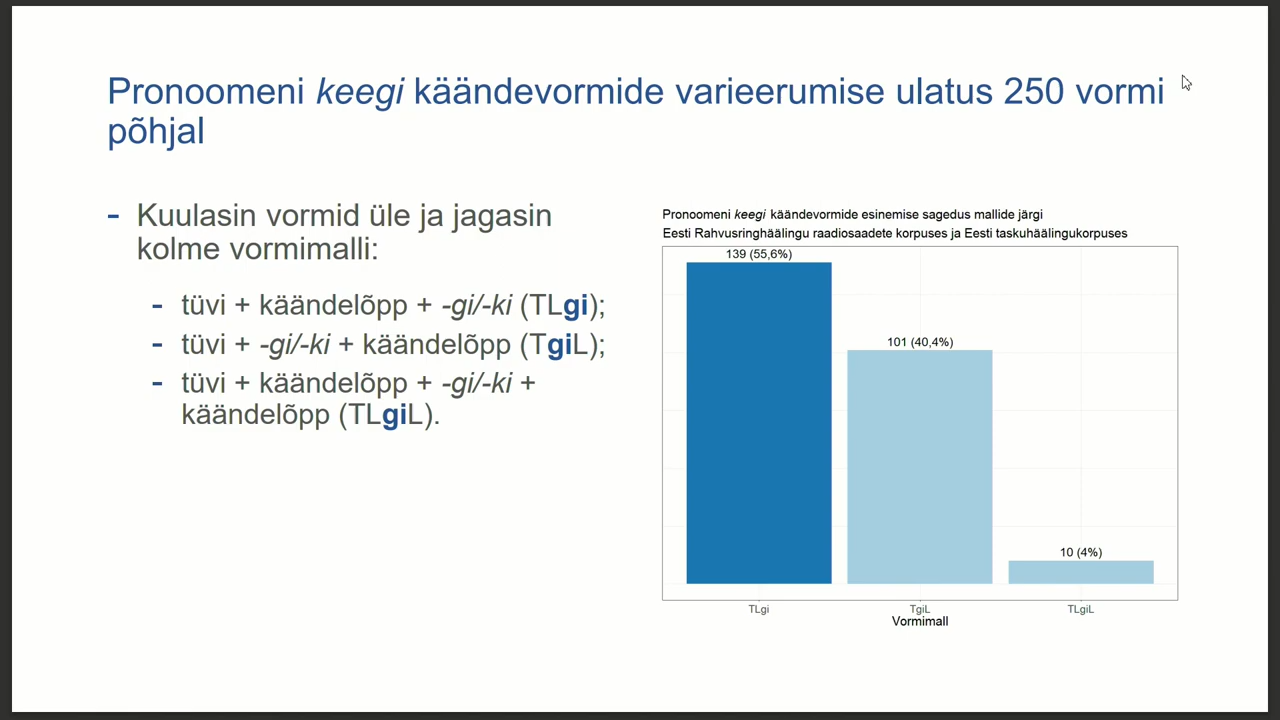 Pronoomeni keegi käändevormide varieerumise ulatus 250 vormi
põhjal
- Kuulasin vormid üle ja jagasin
kolme vormimalli:
- tüvi + käändelõpp + -gi/-ki (TLgi);
- tüvi + -gi/-ki + käändelõpp (TgiL);
- tüvi + käändelõpp + -gi/-ki +
käändelõpp (TLgiL).
Pronoomeni keegi käändevormide esinemise sagedus mallide järgi
Eesti Rahvusringhäälingu raadiosaadete korpuses ja Eesti taskuhäälingukorpuses
139 (55,6%)
101 (40,4%)
10 (4%)
TLgi
TgiL
TLgiL
Vormimall